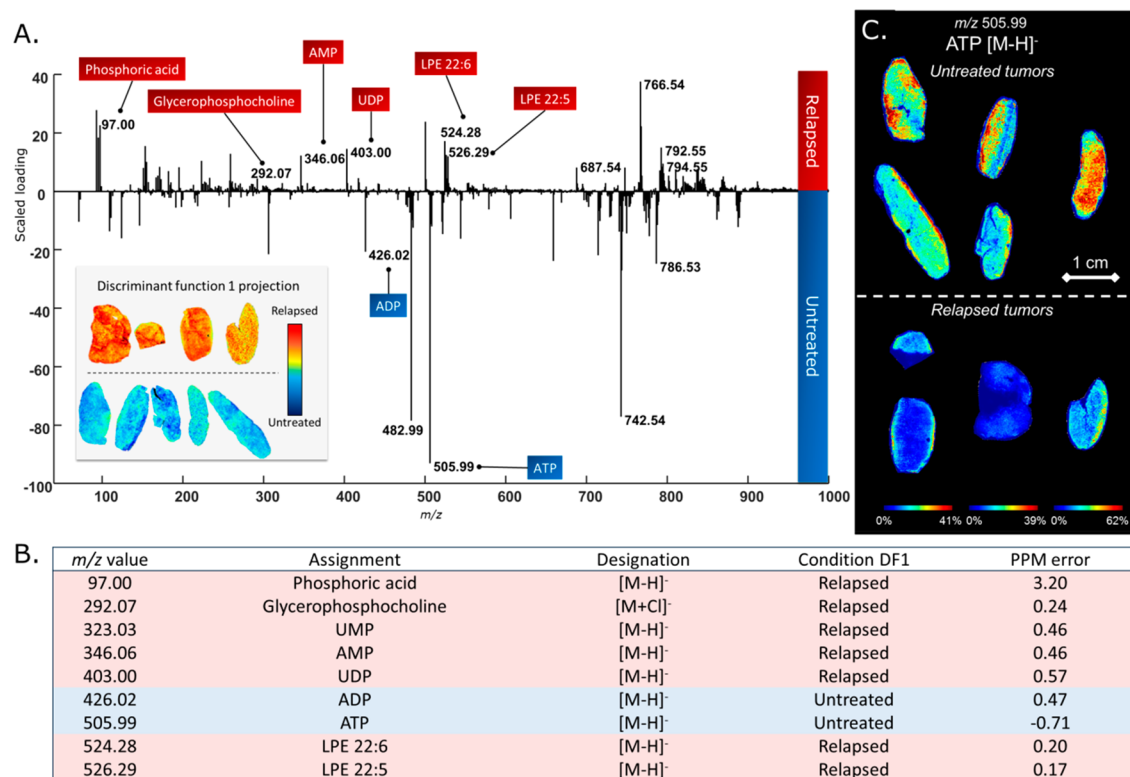 A.
Scaled loading
40
20
0
0
-20
-40
-60
-80
-100
100
200
300
400
500
600
700
800
900
1000
m/z
Phosphoric acid
97.00
Glycerophosphocholine
292.07
AMP
346.06
UDP
403.00
LPE 22:6
524.28
LPE 22:5
526.29
687.54
766.54
792.55
794.55
Relapsed
426.02
ADP
482.99
505.99
ATP
742.54
786.53
Untreated
Discriminant function 1 projection
Relapsed
Untreated
C.
m/z 505.99
ATP [M-H]-
Untreated tumors
1 cm
Relapsed tumors
0% 41% 0% 39% 0% 62%
B.
m/z value Assignment Designation Condition DF1 PPM error
97.00 Phosphoric acid [M-H]- Relapsed 3.20
292.07 Glycerophosphocholine [M+Cl]- Relapsed 0.24
323.03 UMP [M-H]- Relapsed 0.46
346.06 AMP [M-H]- Relapsed 0.46
403.00 UDP [M-H]- Relapsed 0.57
426.02 ADP [M-H]- Untreated 0.47
505.99 ATP [M-H]- Untreated -0.71
524.28 LPE 22:6 [M-H]- Relapsed 0.20
526.29 LPE 22:5 [M-H]- Relapsed 0.17